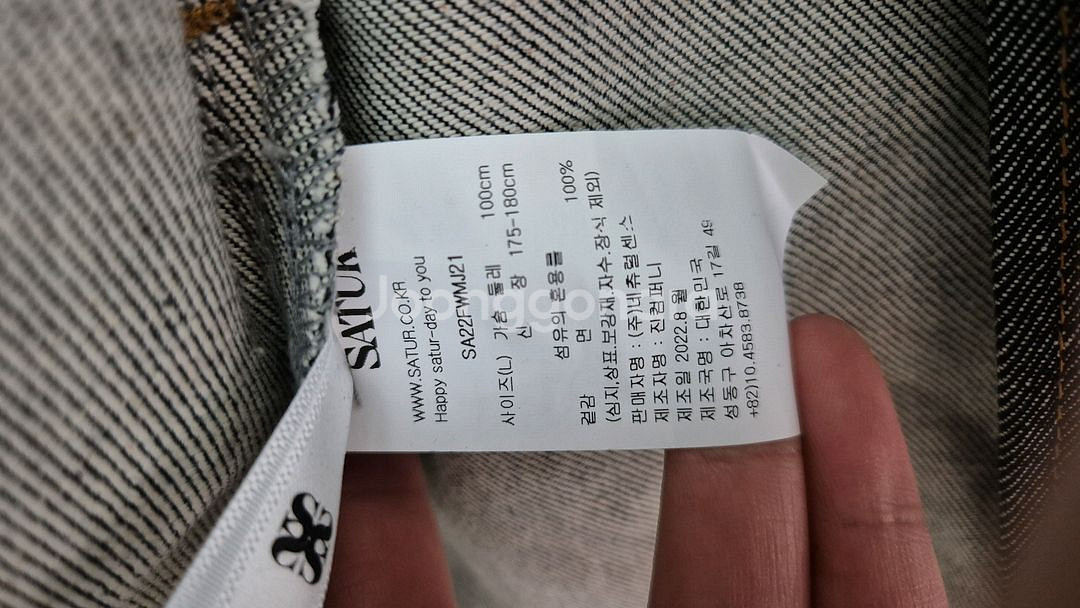 SATUR
WWW.SATUR.CO.KR
Happy satur-day to you
SA22FWMJ21
사이즈(L) 가슴 둘레 100cm
신 장 175-180cm
섬유의 혼용률
겉감 면 100%
(심지,상표,보강재,자수,장식 제외)
판매자명 : (주)네츄럴센스
제조자명 : 진컴퍼니
제조일 2022.8 월
제조국명 : 대한민국
성동구 아차산로 17길 49
+82)10.4583.8738
Joonggonara